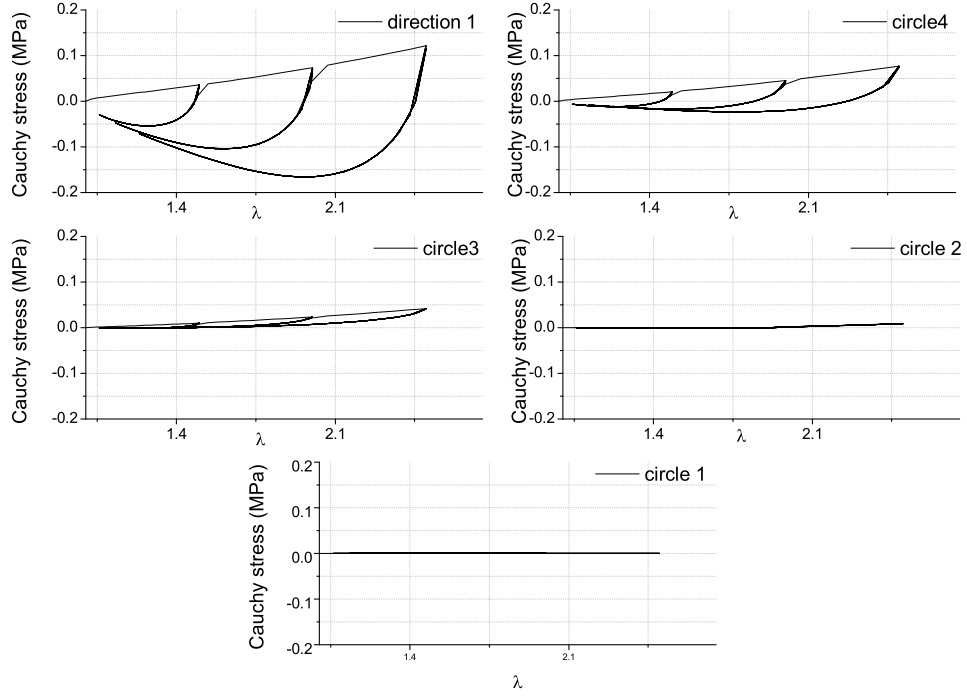 direction 1
Cauchy stress (MPa)
0.2
0.1
0.0
-0.1
-0.2
1.4
2.1
λ
circle4
Cauchy stress (MPa)
0.2
0.1
0.0
-0.1
-0.2
1.4
2.1
λ
circle3
Cauchy stress (MPa)
0.2
0.1
0.0
-0.1
-0.2
1.4
2.1
λ
circle 2
Cauchy stress (MPa)
0.2
0.1
0.0
-0.1
-0.2
1.4
2.1
λ
circle 1
Cauchy stress (MPa)
0.2
0.1
0.0
-0.1
-0.2
1.4
2.1
λ